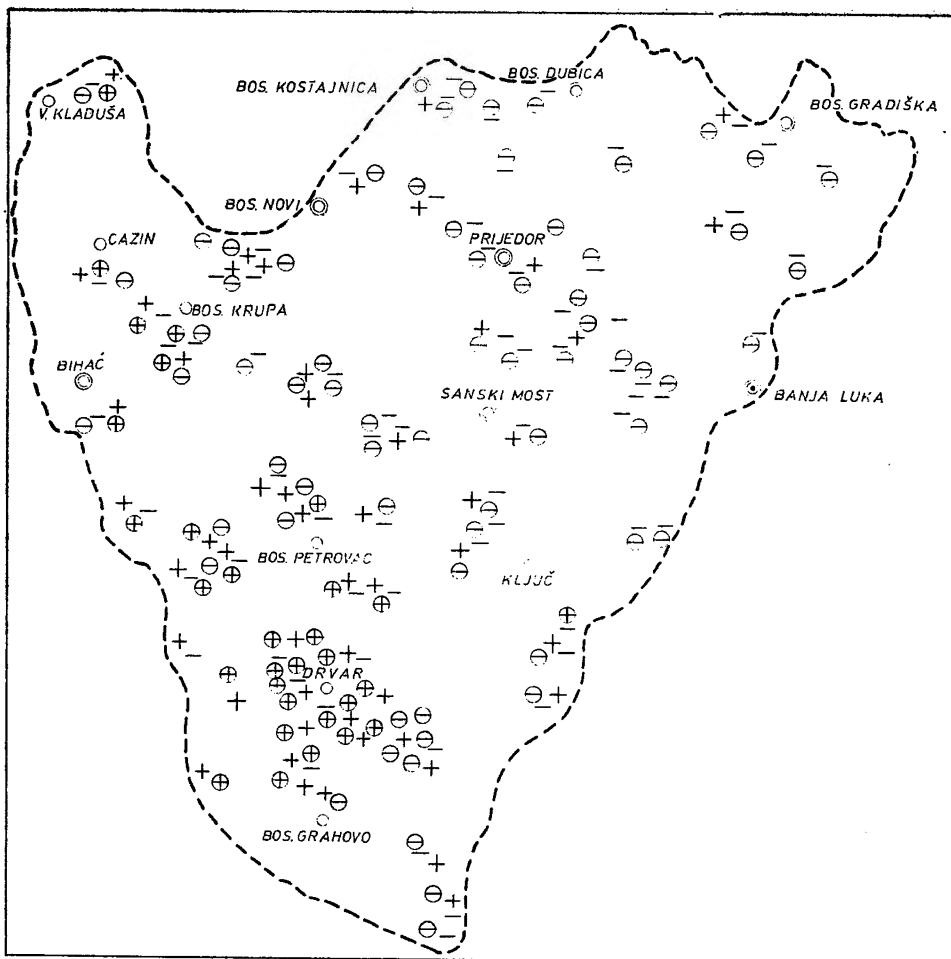 BOS. KOSTAJNICA
BOS. DUBICA
V. KLADUŠA
BOS. GRADIŠKA
BOS. NOVI
CAZIN
PRIJEDOR
BOS. KRUPA
BIHAĆ
SANSKI MOST
BANJA LUKA
BOS. PETROVAC
KLJUČ
DRVAR
BOS. GRAHOVO